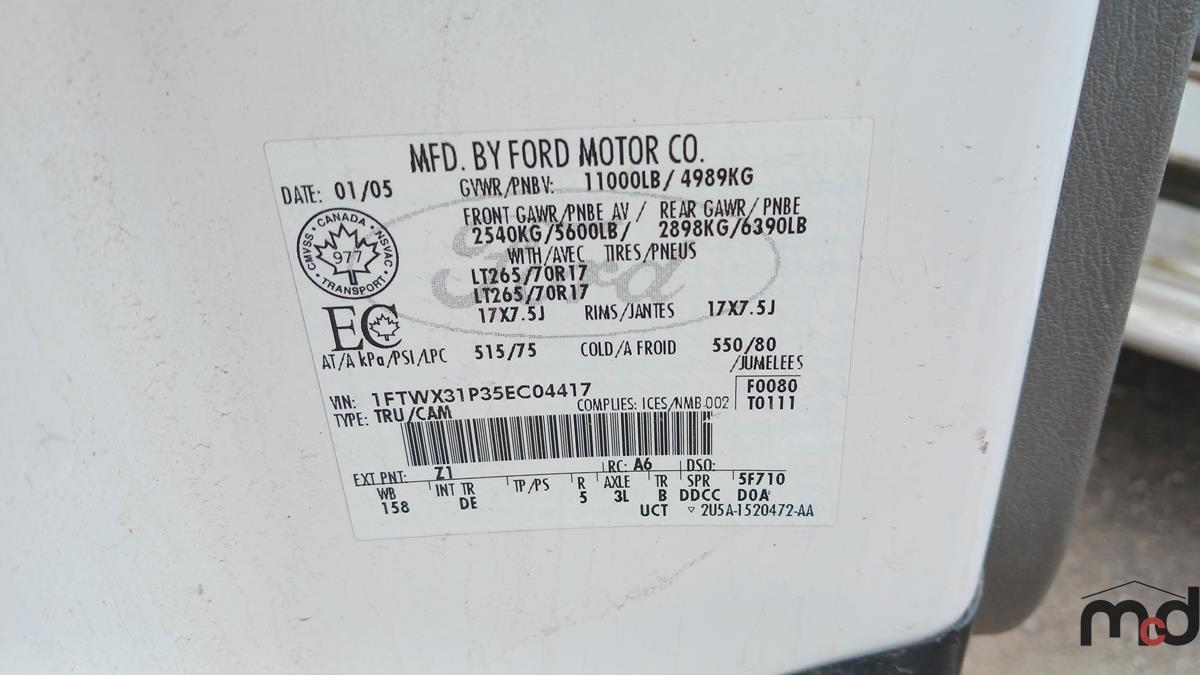 MFD. BY FORD MOTOR CO.
DATE: 01/05
GVWR/PNBV: 11000LB/4989KG
FRONT GAWR/PNBE AV / REAR GAWR/PNBE
2540KG/5600LB/ 2898KG/6390LB
WITH/AVEC TIRES/PNEUS
LT265/70R17
LT265/70R17
17X7.5J RIMS/JANTES 17X7.5J
CANADA
CMVSS · NSVAC
977
TRANSPORT
Ford
EC
AT/A kPa/PSI/LPC 515/75 COLD/A FROID 550/80
/JUMELEES
VIN: 1FTWX31P35EC04417
F0080
TYPE: TRU/CAM COMPLIES: ICES/NMB-002 T0111
EXT PNT: Z1 RC: A6 DSO:
WB INT TR TP/PS R AXLE TR SPR 5F710
158 DE 5 3L B DDCC D0A
UCT ▽ 2U5A-1520472-AA
mcd